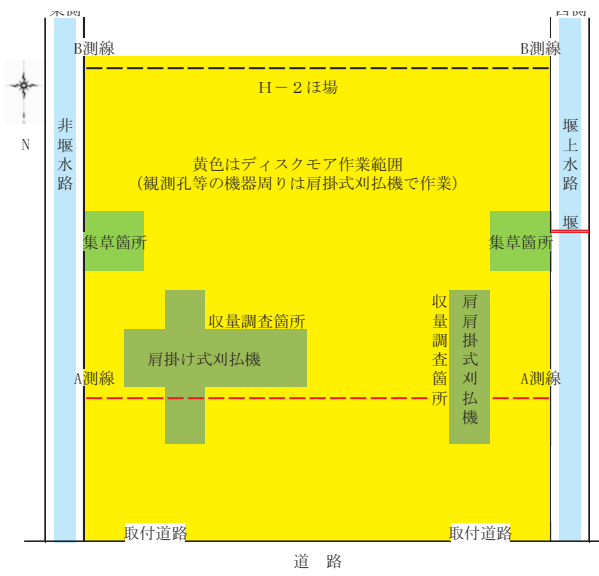 B測線
B測線
H－2ほ場
N
非堰水路
堰上水路
黄色はディスクモア作業範囲
（観測孔等の機器周りは肩掛式刈払機で作業）
堰
集草箇所
集草箇所
収量調査箇所
肩掛け式刈払機
収量調査箇所
肩肩掛式刈払機
A測線
A測線
取付道路
取付道路
道　路